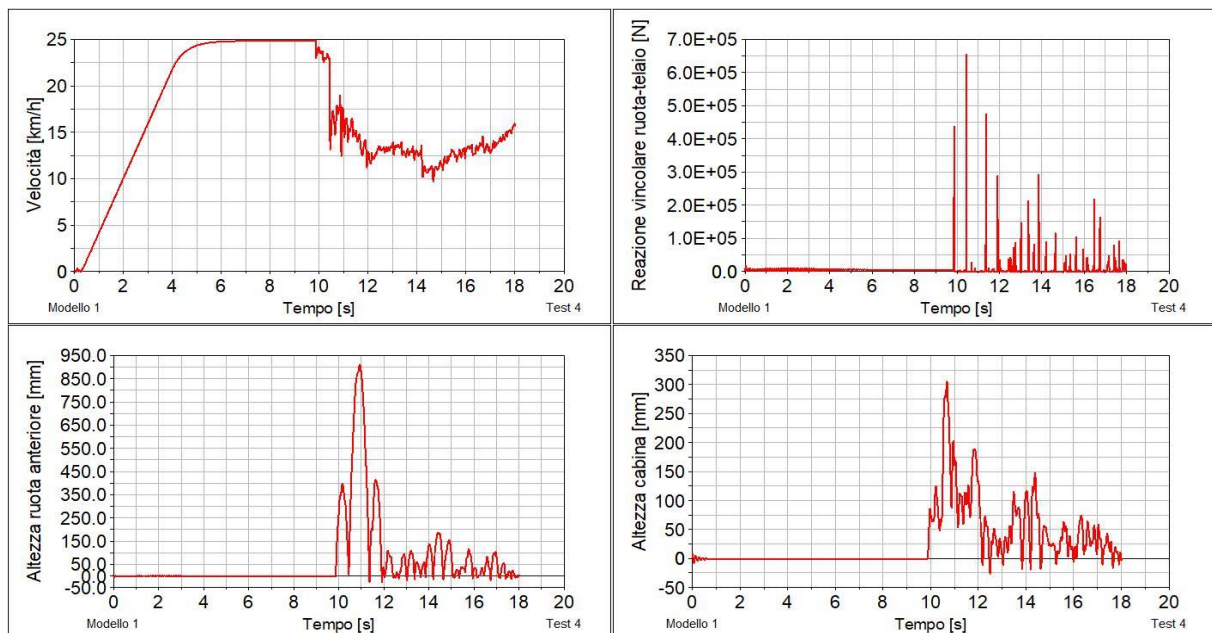 Velocità [km/h]
25
20
15
10
5
0
0 2 4 6 8 10 12 14 16 18 20
Modello 1 Tempo [s] Test 4
Reazione vincolare ruota-telaio [N]
7.0E+05
6.0E+05
5.0E+05
4.0E+05
3.0E+05
2.0E+05
1.0E+05
0.0
0 2 4 6 8 10 12 14 16 18 20
Modello 1 Tempo [s] Test 4
Altezza ruota anteriore [mm]
950.0
850.0
750.0
650.0
550.0
450.0
350.0
250.0
150.0
50.0
-0.0
-50.0
0 2 4 6 8 10 12 14 16 18 20
Modello 1 Tempo [s] Test 4
Altezza cabina [mm]
350
300
250
200
150
100
50
0
-50
0 2 4 6 8 10 12 14 16 18 20
Modello 1 Tempo [s] Test 4